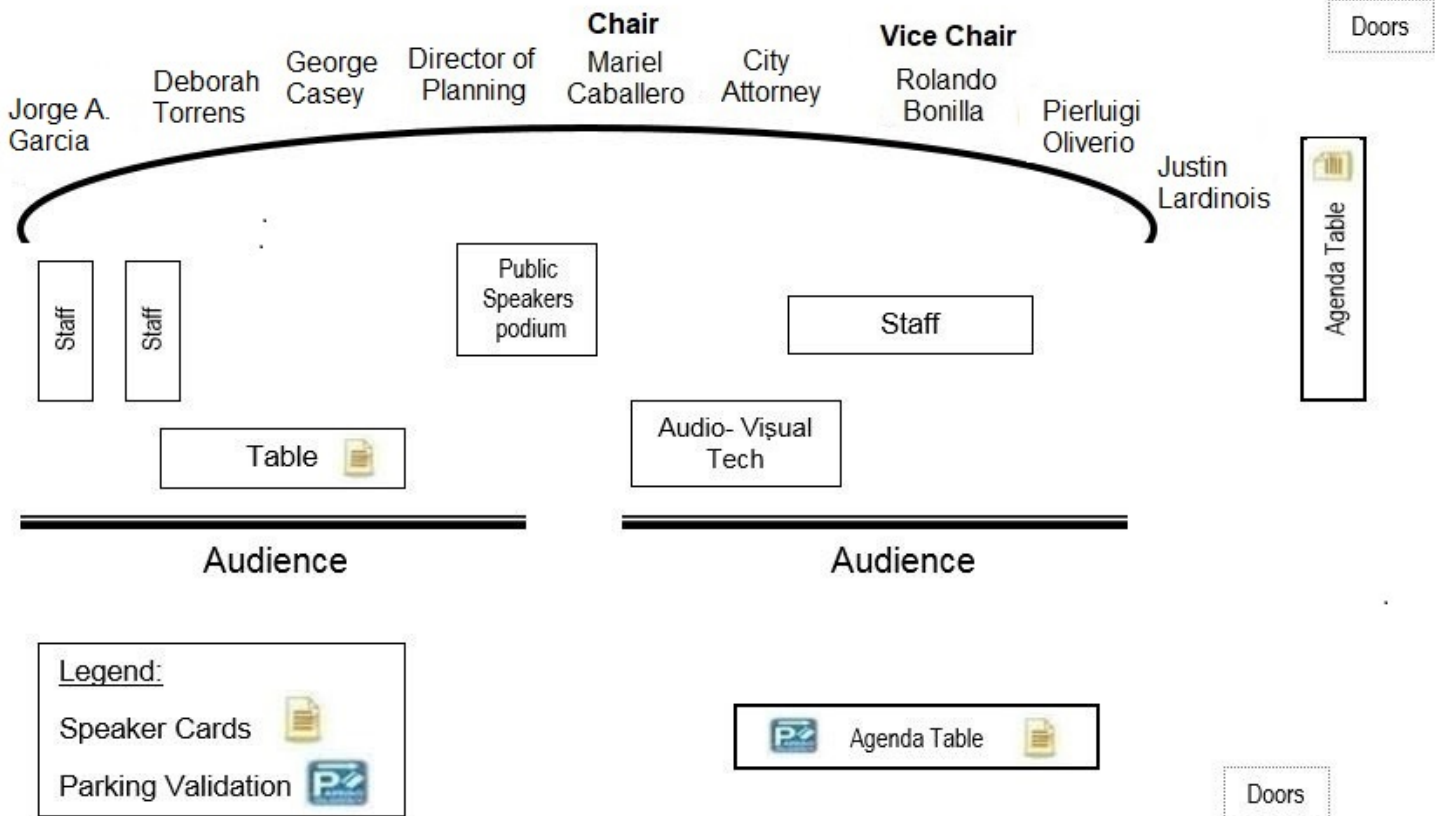 Chair
Mariel
Caballero
Vice Chair
Rolando
Bonilla
Doors
Jorge A.
Garcia
Deborah
Torrens
George
Casey
Director of
Planning
City
Attorney
Pierluigi
Oliverio
Justin
Lardinois
Agenda Table
Staff
Staff
Public
Speakers
podium
Staff
Table
Audio- Vişual
Tech
Audience
Audience
Legend:
Speaker Cards
Parking Validation
P
P
Agenda Table
Doors